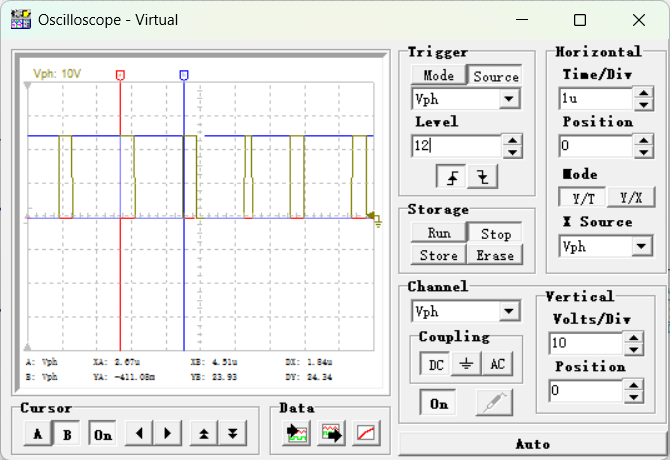 Oscilloscope - Virtual
Vph: 10V
A: Vph XA: 2.67u XB: 4.51u DX: 1.84u
B: Vph YA: -411.08m YB: 23.93 DY: 24.34
Cursor
A B On
Data
Trigger
Mode Source
Vph
Level
12
Storage
Run Stop
Store Erase
Horizontal
Time/Div
1u
Position
0
Mode
Y/T Y/X
X Source
Vph
Channel
Vph
Coupling
DC AC
On
Vertical
Volts/Div
10
Position
0
Auto